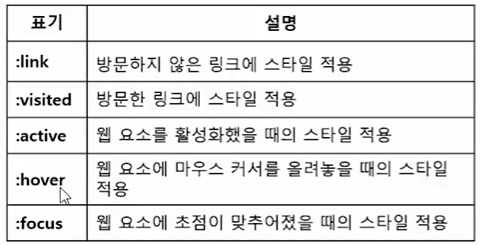 표기 설명
:link 방문하지 않은 링크에 스타일 적용
:visited 방문한 링크에 스타일 적용
:active 웹 요소를 활성화했을 때의 스타일 적용
:hover 웹 요소에 마우스 커서를 올려놓을 때의 스타일
적용
:focus 웹 요소에 초점이 맞추어졌을 때의 스타일 적용